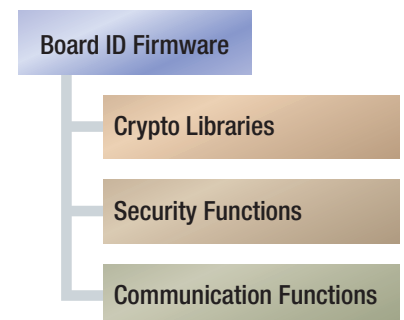 Board ID Firmware
Crypto Libraries
Security Functions
Communication Functions